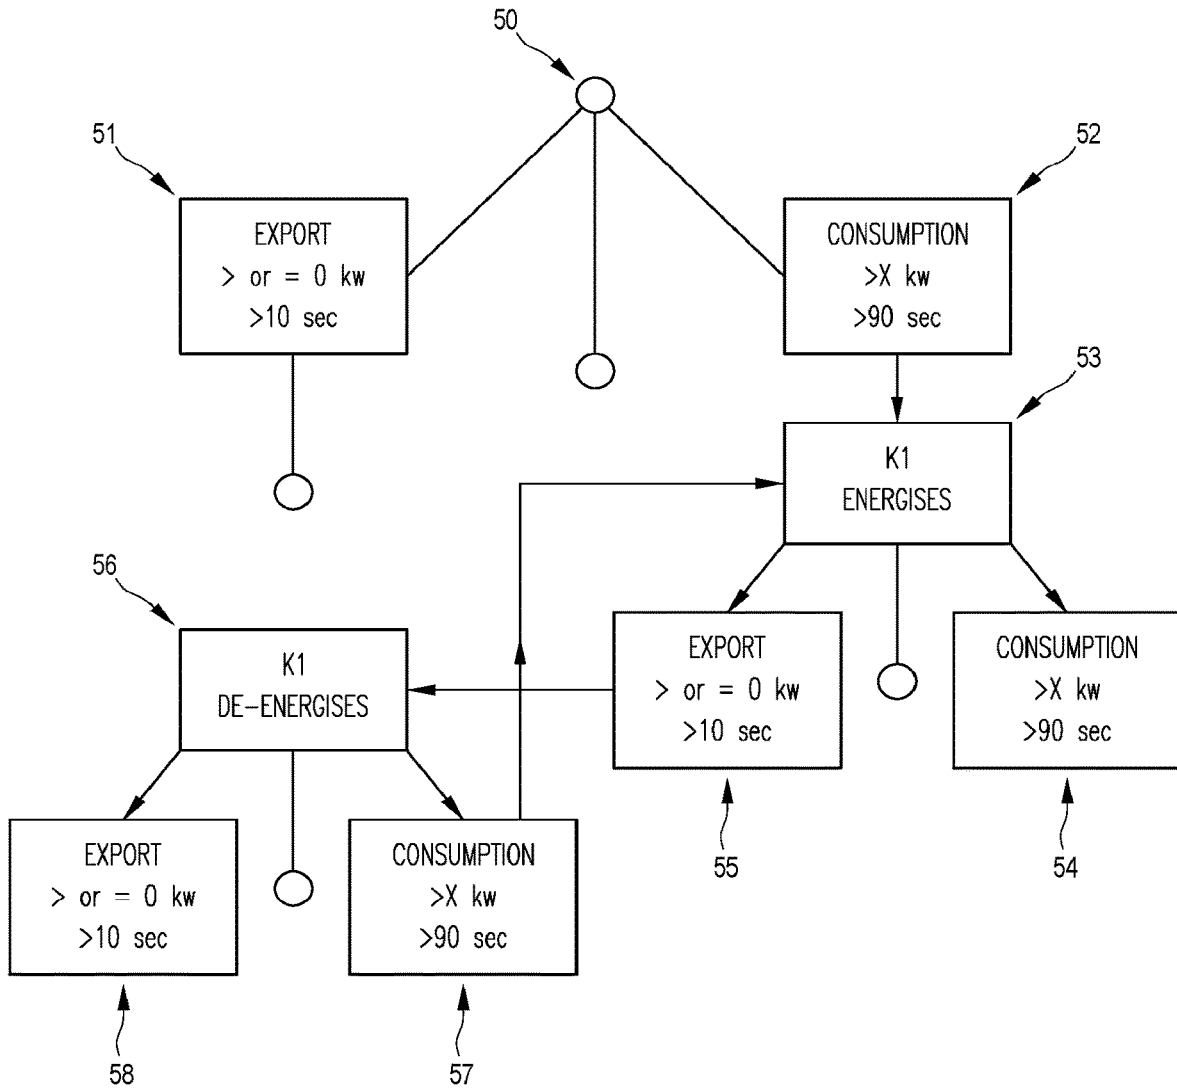 50
51
52
EXPORT
> or = 0 kw
>10 sec
CONSUMPTION
>X kw
>90 sec
53
K1
ENERGISES
56
K1
DE-ENERGISES
EXPORT
> or = 0 kw
>10 sec
CONSUMPTION
>X kw
>90 sec
EXPORT
> or = 0 kw
>10 sec
CONSUMPTION
>X kw
>90 sec
55
54
58
57